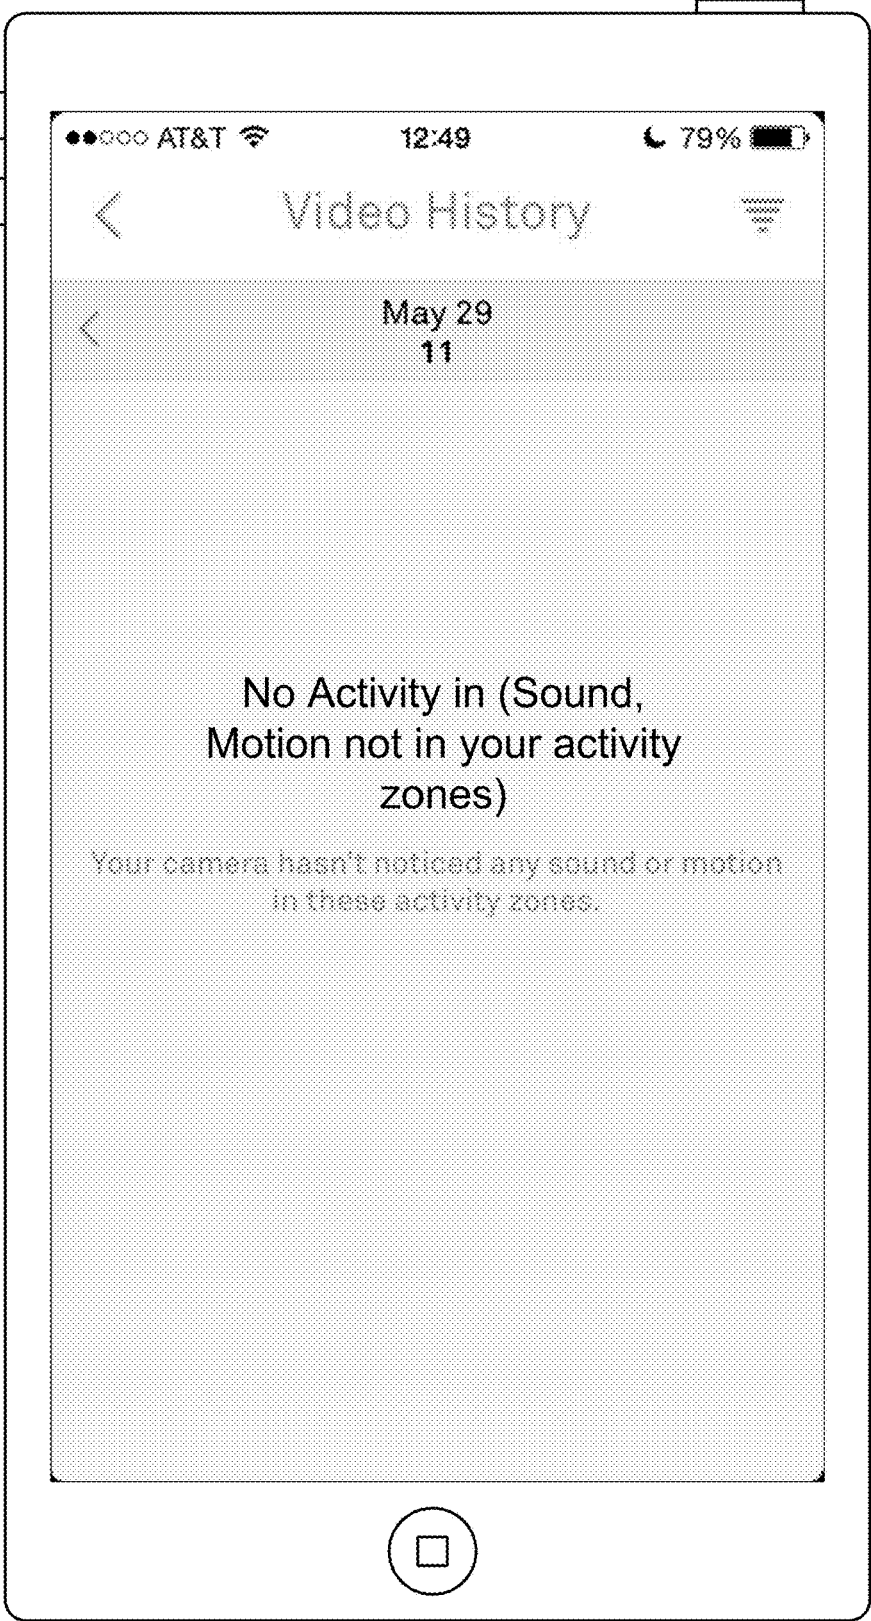 AT&T 12:49 79%
Video History
May 29
11
No Activity in (Sound,
Motion not in your activity
zones)
Your camera hasn't noticed any sound or motion
in these activity zones.